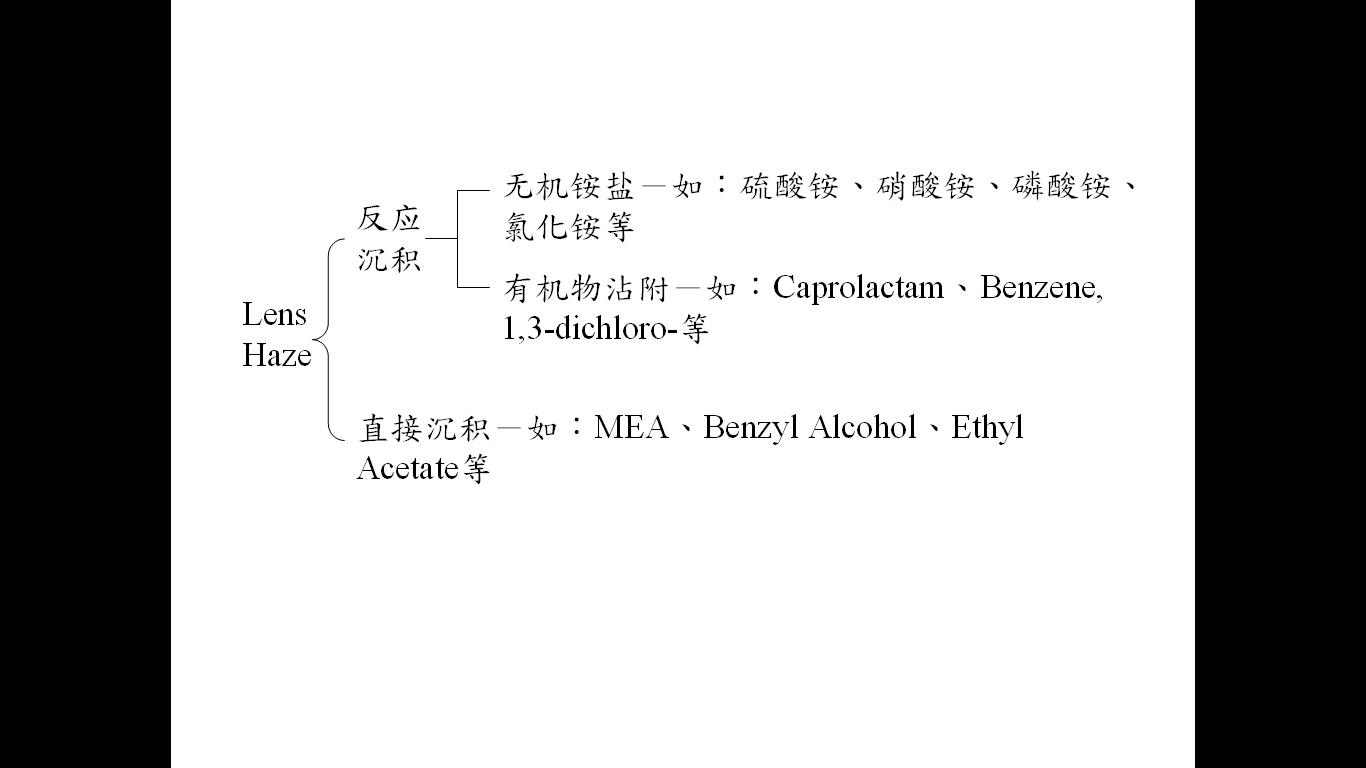 无机铵盐－如：硫酸铵、硝酸铵、磷酸铵、
氯化铵等
反应
沉积
有机物沾附－如：Caprolactam、Benzene,
1,3-dichloro-等
Lens
Haze
直接沉积－如：MEA、Benzyl Alcohol、Ethyl
Acetate等